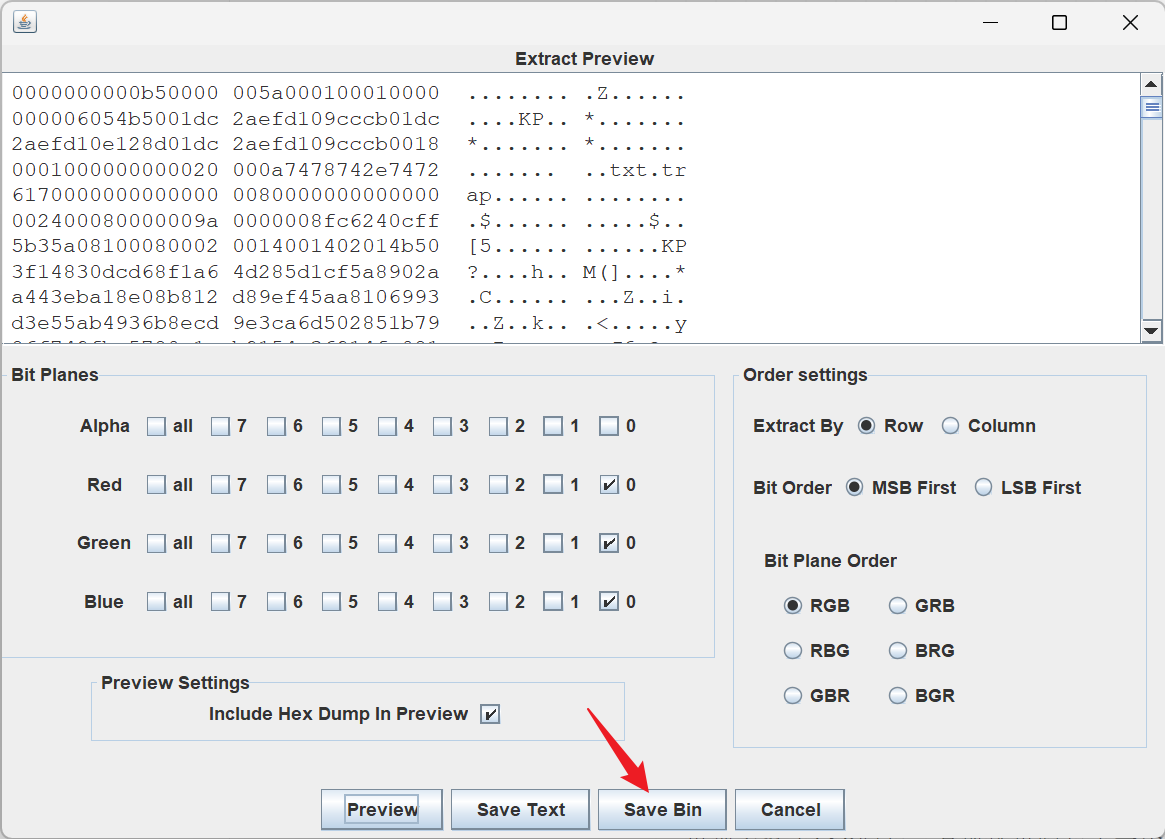 Extract Preview
0000000000b50000 005a000100010000 ........ .Z......
000006054b5001dc 2aefd109cccb01dc ....KP.. *.......
2aefd10e128d01dc 2aefd109cccb0018 *....... *.......
0001000000000020 000a7478742e7472 ....... ..txt.tr
6170000000000000 0080000000000000 ap...... ........
002400080000009a 0000008fc6240cff .$...... .....$..
5b35a08100080002 0014001402014b50 [5...... ......KP
3f14830dcd68f1a6 4d285d1cf5a8902a ?....h.. M(]....*
a443eba18e08b812 d89ef45aa8106993 .C...... ...Z..i.
d3e55ab4936b8ecd 9e3ca6d502851b79 ..Z..k.. .<.....y
Bit Planes
Order settings
Alpha all 7 6 5 4 3 2 1 0
Extract By Row Column
Red all 7 6 5 4 3 2 1 0
Bit Order MSB First LSB First
Green all 7 6 5 4 3 2 1 0
Bit Plane Order
Blue all 7 6 5 4 3 2 1 0
RGB GRB
RBG BRG
GBR BGR
Preview Settings
Include Hex Dump In Preview
Preview Save Text Save Bin Cancel